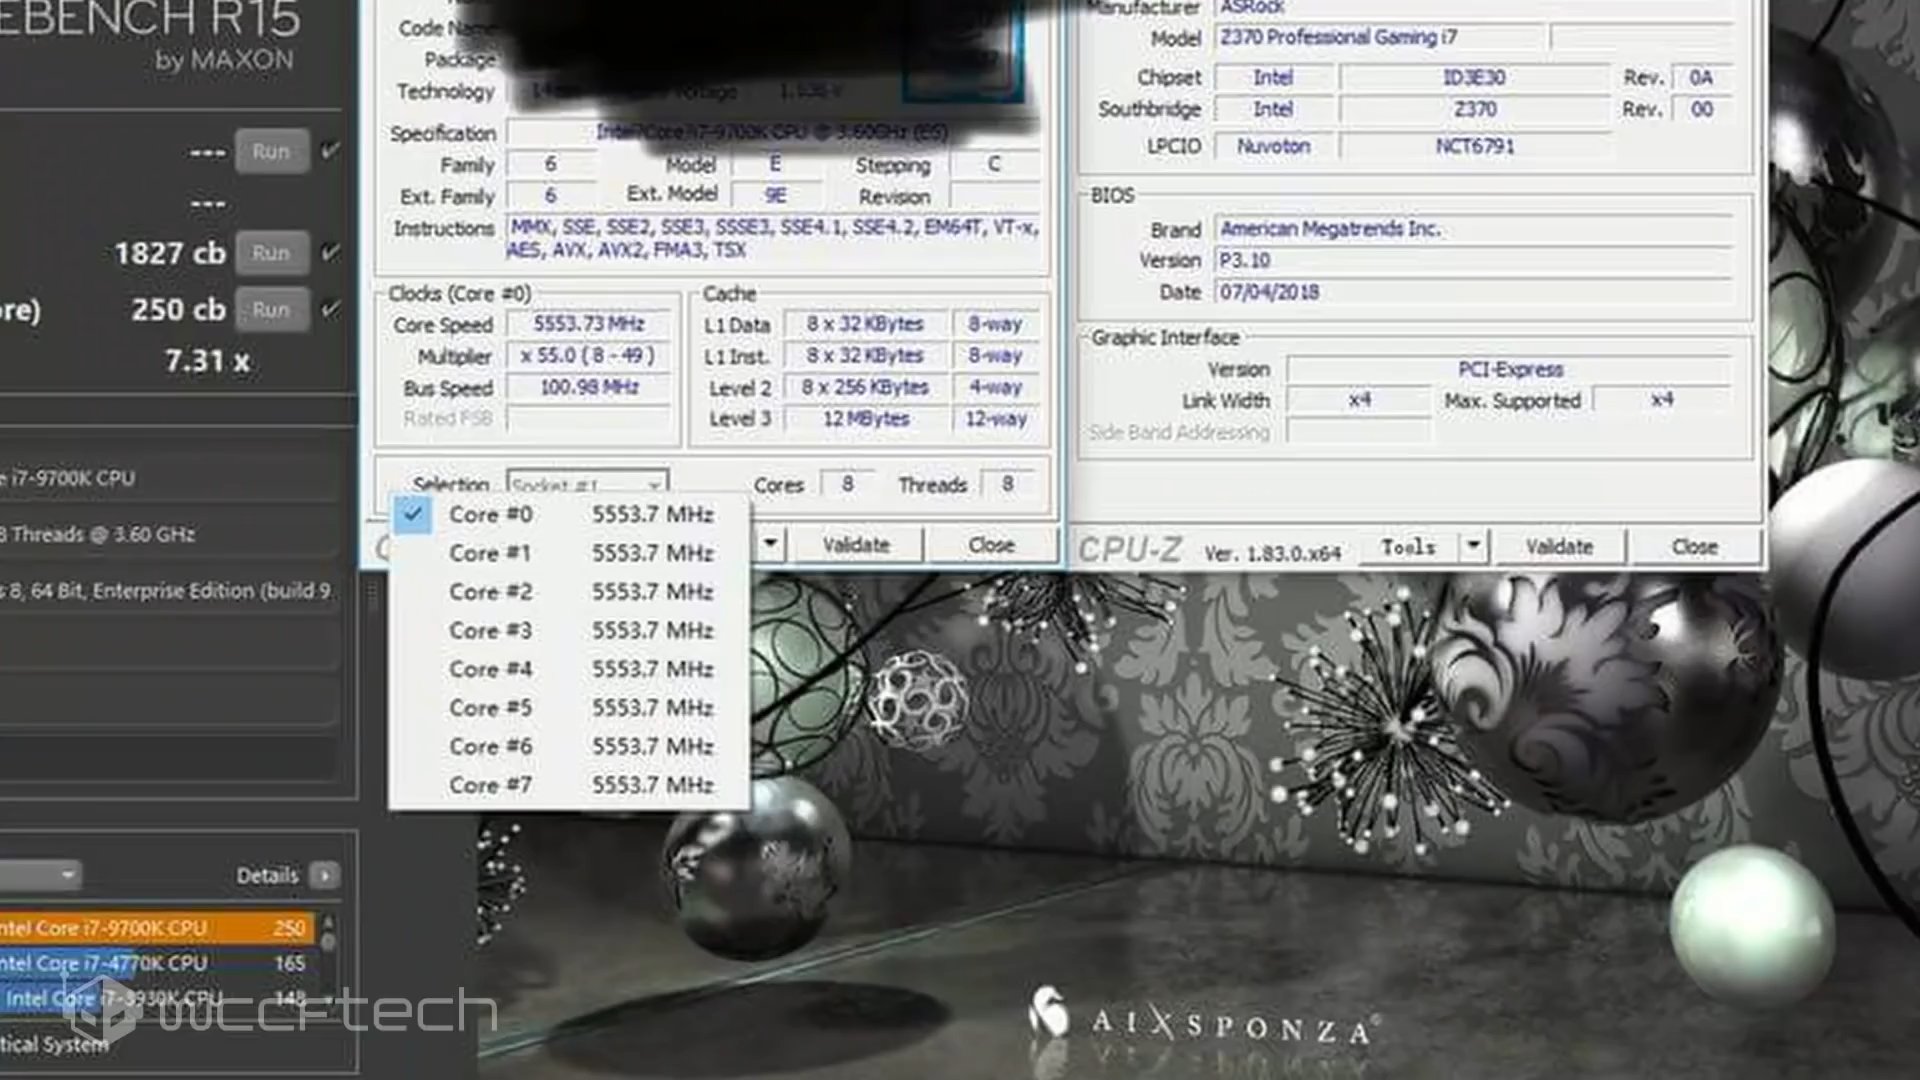 EBENCH R15
by MAXON
--- Run
---
1827 cb Run
re) 250 cb Run
7.31 x
e i7-9700K CPU
8 Threads @ 3.60 GHz
s 8, 64 Bit, Enterprise Edition (build 9
Details
ntel Core i7-9700K CPU 250
ntel Core i7-4770K CPU 165
Intel Core i7-3930K CPU 148
tical System
Code Name
Package
Technology
Specification Intel Core i7-9700K CPU @ 3.60GHz (ES)
Family 6 Model E Stepping C
Ext. Family 6 Ext. Model 9E Revision
Instructions MMX, SSE, SSE2, SSE3, SSSE3, SSE4.1, SSE4.2, EM64T, VT-x,
AES, AVX, AVX2, FMA3, TSX
Clocks (Core #0)
Core Speed 5553.73 MHz
Multiplier x 55.0 ( 8 - 49 )
Bus Speed 100.98 MHz
Rated FSB
Cache
L1 Data 8 x 32 KBytes 8-way
L1 Inst. 8 x 32 KBytes 8-way
Level 2 8 x 256 KBytes 4-way
Level 3 12 MBytes 12-way
Selection Socket #1 Cores 8 Threads 8
Core #0 5553.7 MHz
Core #1 5553.7 MHz
Core #2 5553.7 MHz
Core #3 5553.7 MHz
Core #4 5553.7 MHz
Core #5 5553.7 MHz
Core #6 5553.7 MHz
Core #7 5553.7 MHz
Validate Close
Manufacturer ASRock
Model Z370 Professional Gaming i7
Chipset Intel ID3E30 Rev. 0A
Southbridge Intel Z370 Rev. 00
LPCIO Nuvoton NCT6791
BIOS
Brand American Megatrends Inc.
Version P3.10
Date 07/04/2018
Graphic Interface
Version PCI-Express
Link Width x4 Max. Supported x4
Side Band Addressing
CPU-Z Ver. 1.83.0.x64 Tools Validate Close
wccftech
AIXSPONZA